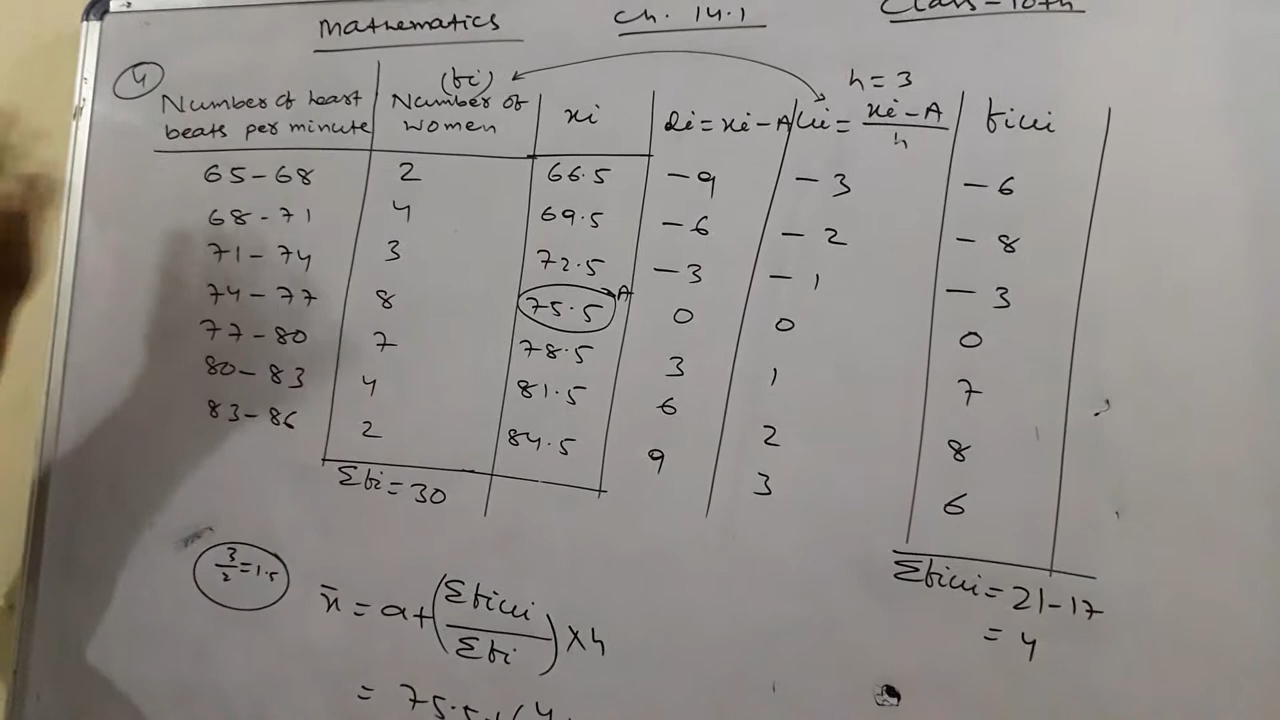 Mathematics Ch. 14.1 Class-10th
(4) Number of heart beats per minute | (fi) Number of women | xi | di = xi - A | ui = xi - A / h | fiui
h = 3
65-68 2 66.5 -9 -3 -6
68-71 4 69.5 -6 -2 -8
71-74 3 72.5 -3 -1 -3
74-77 8 75.5 → A 0 0 0
77-80 7 78.5 3 1 7
80-83 4 81.5 6 2 8
83-86 2 84.5 9 3 6
Σfi = 30
Σfiui = 21-17
= 4
3/2 = 1.5
x̄ = a + (Σfiui / Σfi) × h
= 75.5 + (4